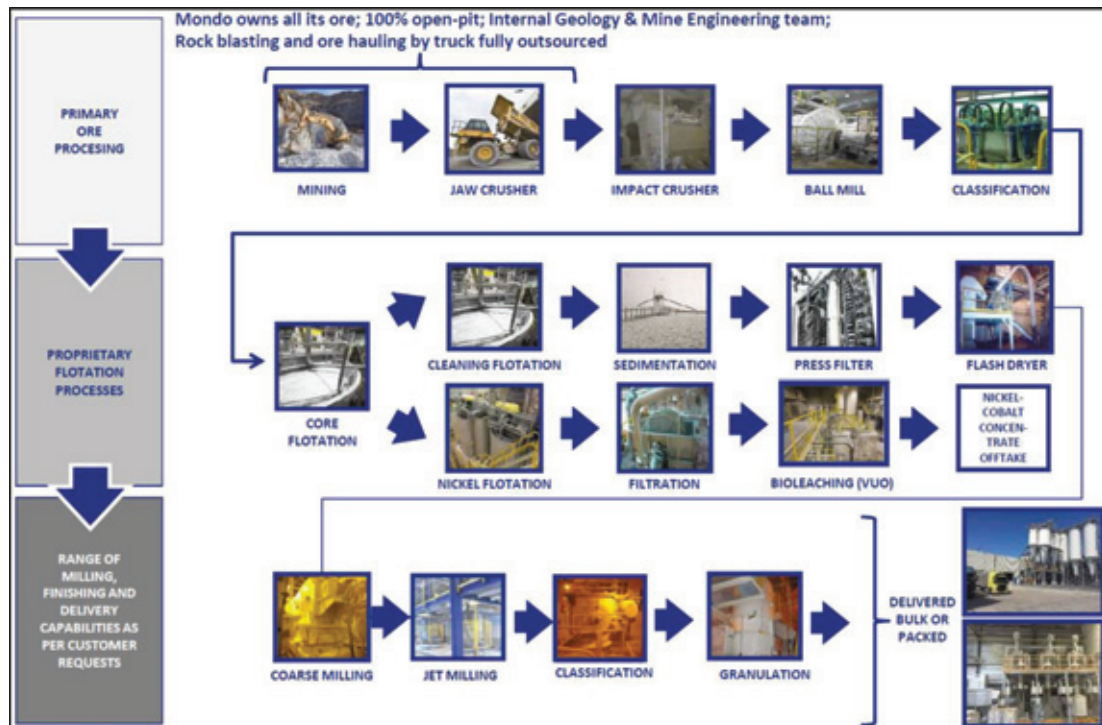 Mondo owns all its ore; 100% open-pit; Internal Geology & Mine Engineering team;
Rock blasting and ore hauling by truck fully outsourced
PRIMARY
ORE
PROCESING
MINING
JAW CRUSHER
IMPACT CRUSHER
BALL MILL
CLASSIFICATION
PROPRIETARY
FLOTATION
PROCESSES
CORE
FLOTATION
CLEANING FLOTATION
SEDIMENTATION
PRESS FILTER
FLASH DRYER
NICKEL FLOTATION
FILTRATION
BIOLEACHING (VUO)
NICKEL-
COBALT
CONCEN-
TRATE
OFFTAKE
RANGE OF
MILLING,
FINISHING AND
DELIVERY
CAPABILITIES AS
PER CUSTOMER
REQUESTS
COARSE MILLING
JET MILLING
CLASSIFICATION
GRANULATION
DELIVERED
BULK OR
PACKED